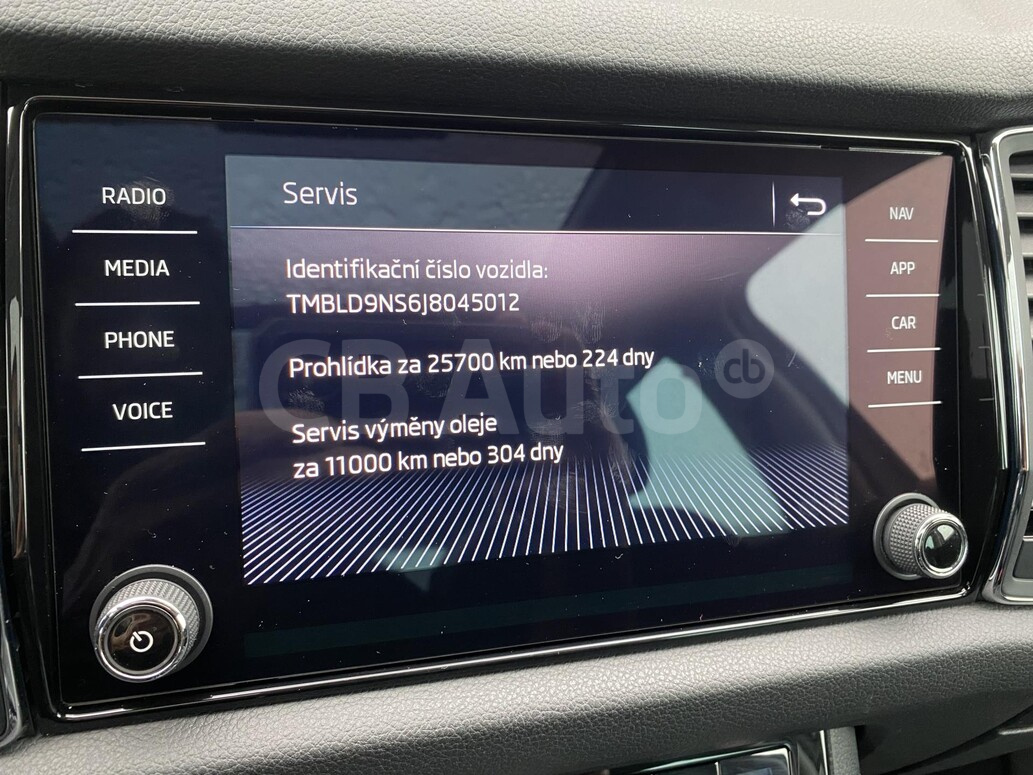 RADIO
MEDIA
PHONE
VOICE
Servis
Identifikační číslo vozidla:
TMBLD9NS6J8045012
Prohlídka za 25700 km nebo 224 dny
Servis výměny oleje
za 11000 km nebo 304 dny
NAV
APP
CAR
MENU
CB Auto cb